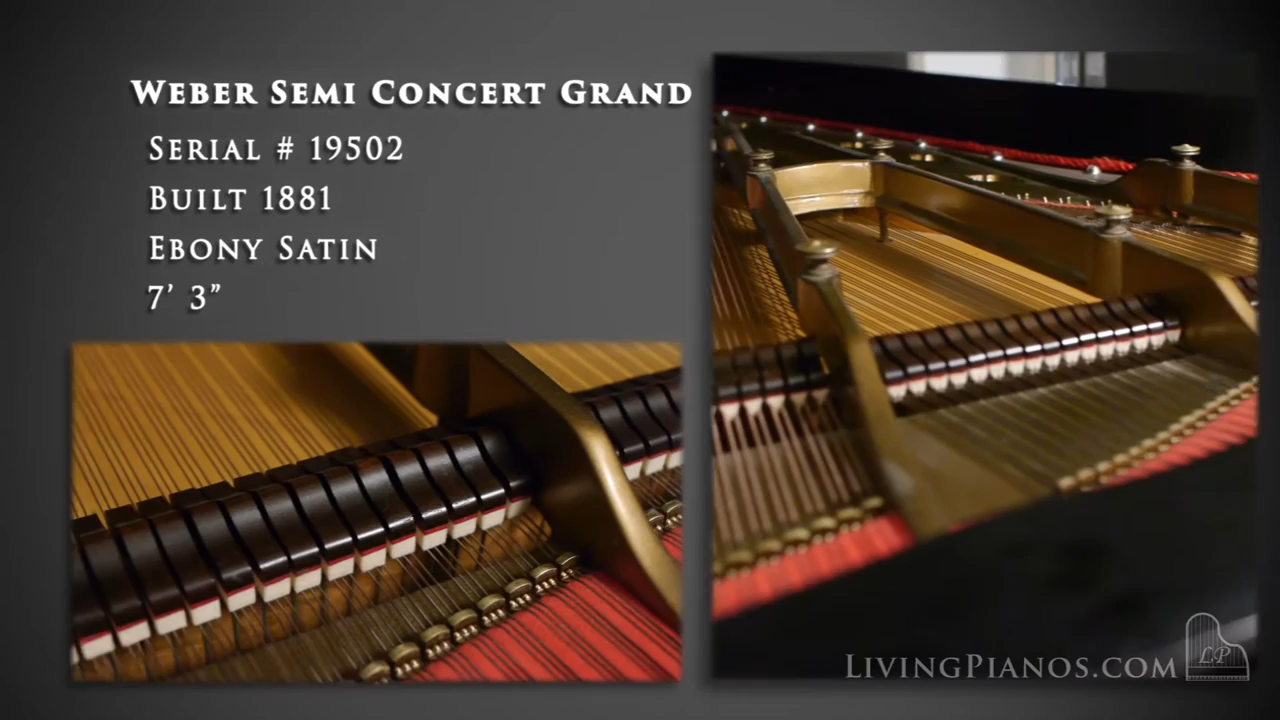 Weber Semi Concert Grand
Serial # 19502
Built 1881
Ebony Satin
7’ 3”
LivingPianos.com
LP